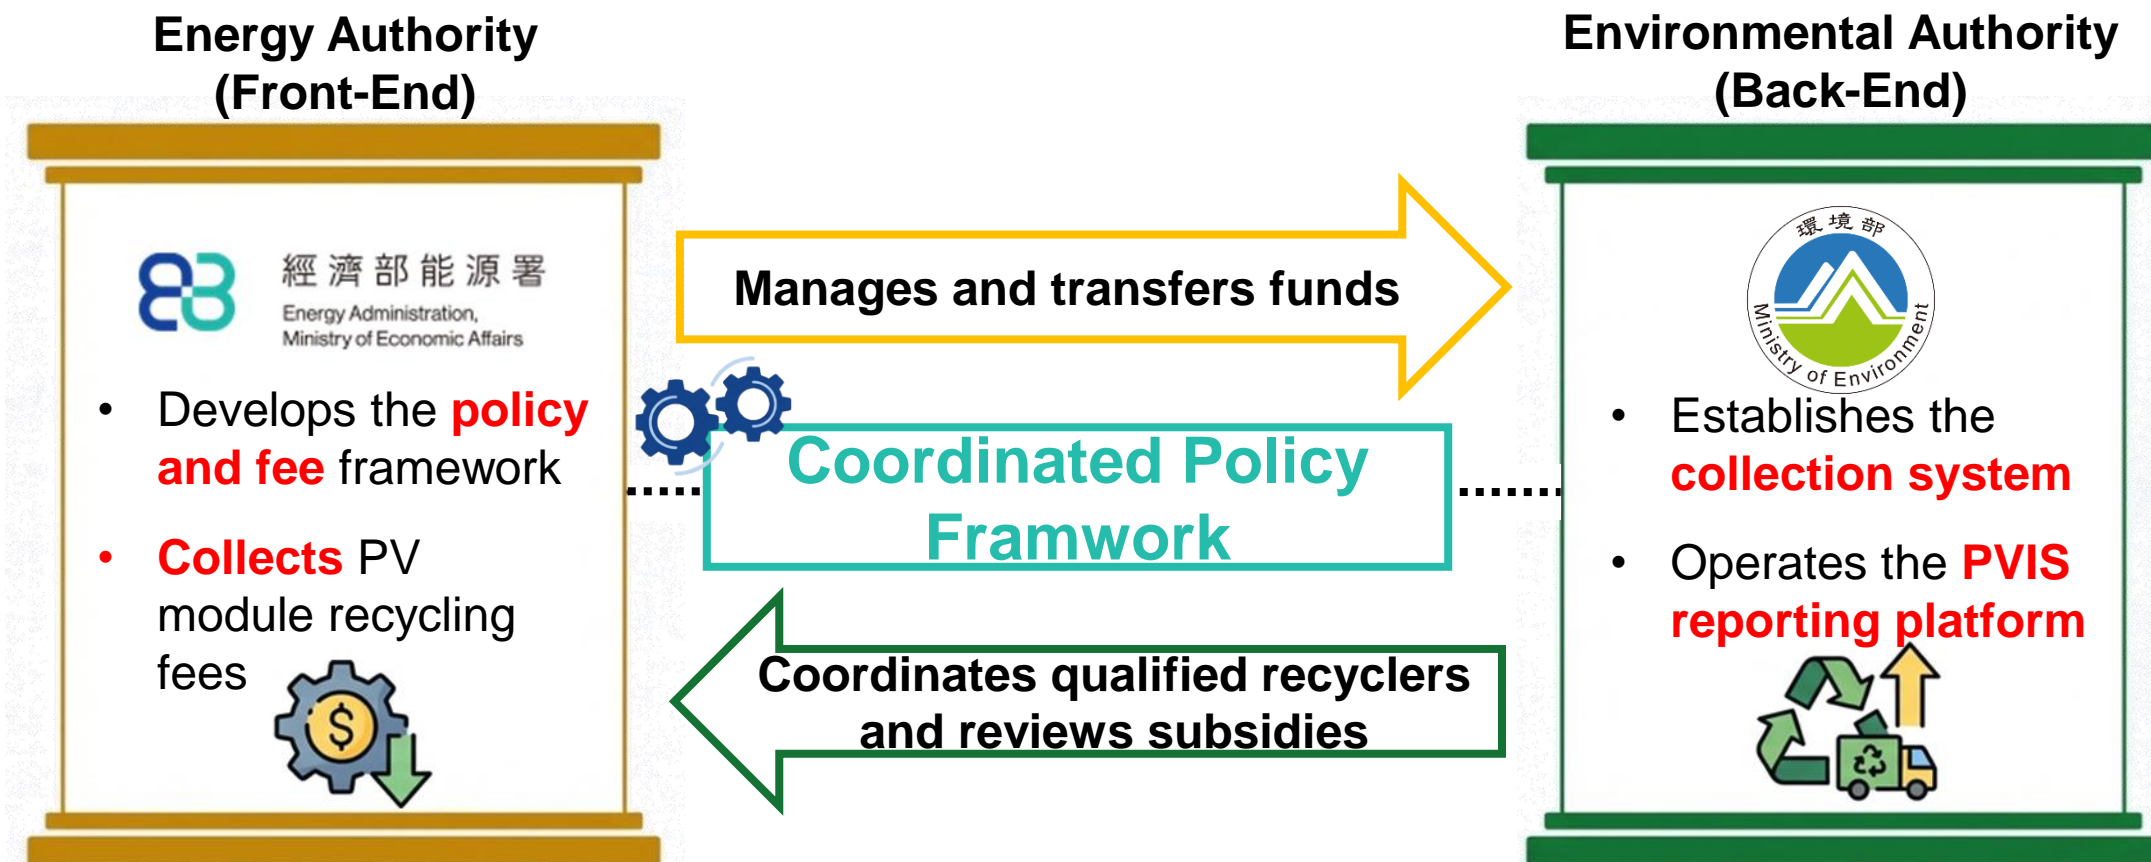 Energy Authority
(Front-End)
經濟部能源署
Energy Administration,
Ministry of Economic Affairs
• Develops the policy
and fee framework
• Collects PV
module recycling
fees
$
Manages and transfers funds
Coordinated Policy
Framwork
Coordinates qualified recyclers
and reviews subsidies
Environmental Authority
(Back-End)
環境部
Ministry of Environment
• Establishes the
collection system
• Operates the PVIS
reporting platform